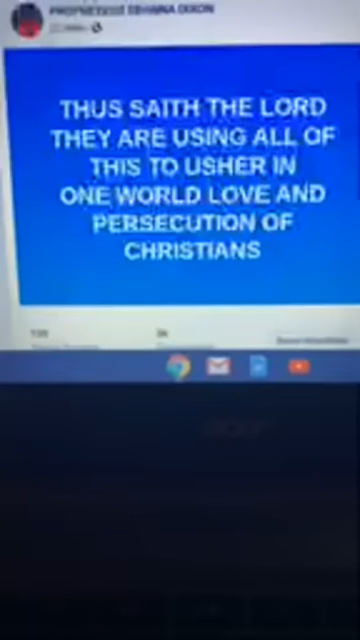 THUS SAITH THE LORD
THEY ARE USING ALL OF
THIS TO USHER IN
ONE WORLD LOVE AND
PERSECUTION OF
CHRISTIANS